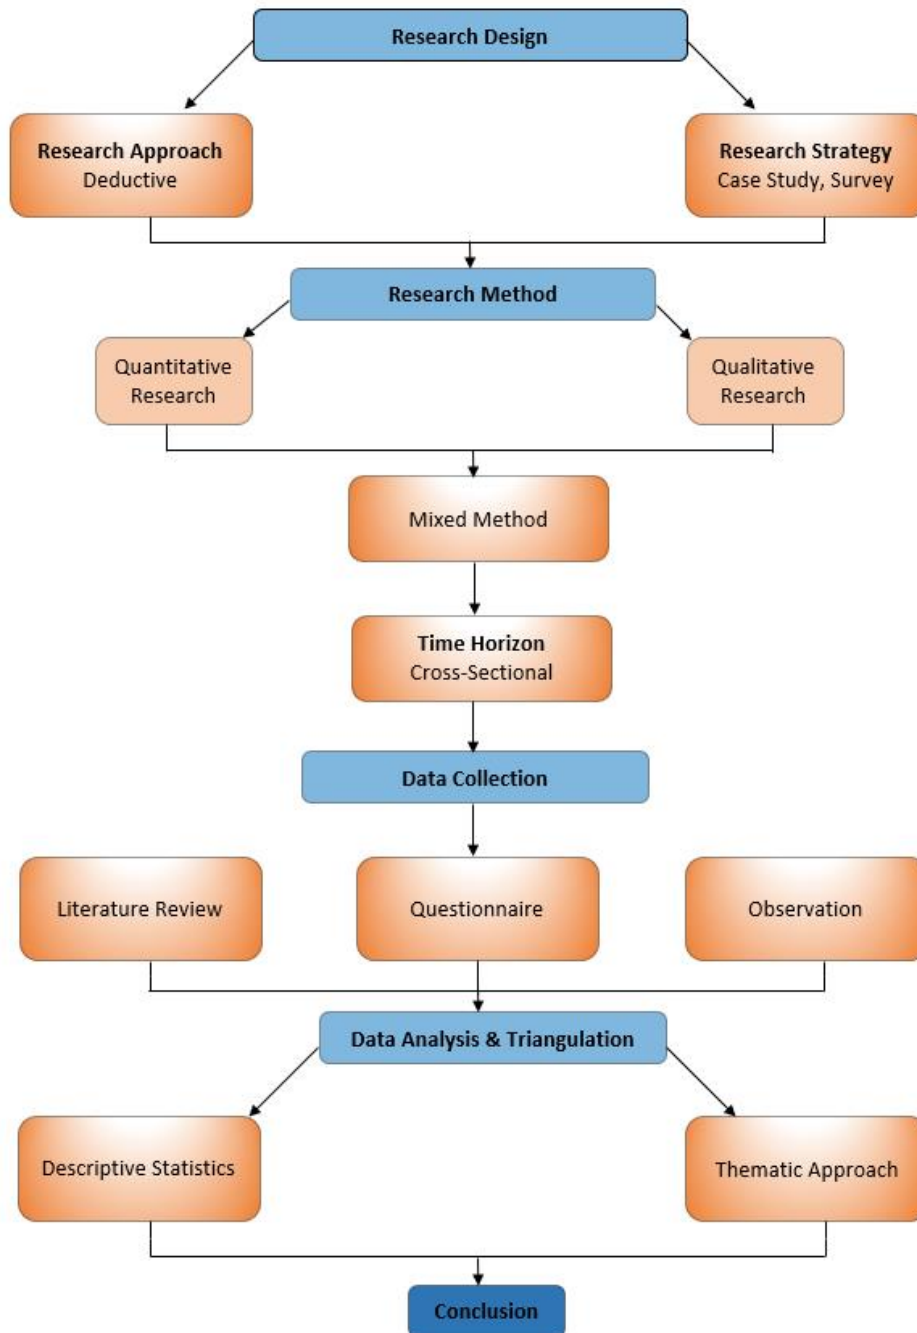 Research Design
Research Approach
Deductive
Research Strategy
Case Study, Survey
Research Method
Quantitative
Research
Qualitative
Research
Mixed Method
Time Horizon
Cross-Sectional
Data Collection
Literature Review
Questionnaire
Observation
Data Analysis & Triangulation
Descriptive Statistics
Thematic Approach
Conclusion